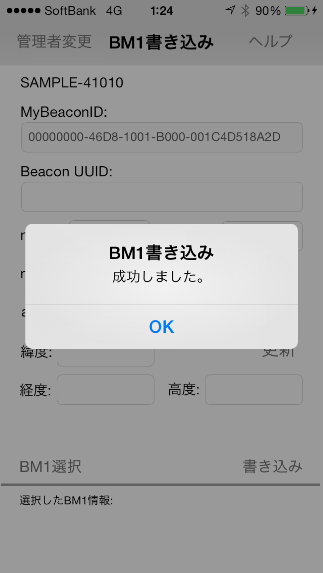 SoftBank 4G 1:24 90%
管理者変更 BM1書き込み ヘルプ
SAMPLE-41010
MyBeaconID:
00000000-46D8-1001-B000-001C4D518A2D
Beacon UUID:
BM1書き込み
成功しました。
OK
緯度: 更新
経度: 高度:
BM1選択 書き込み
選択したBM1情報: